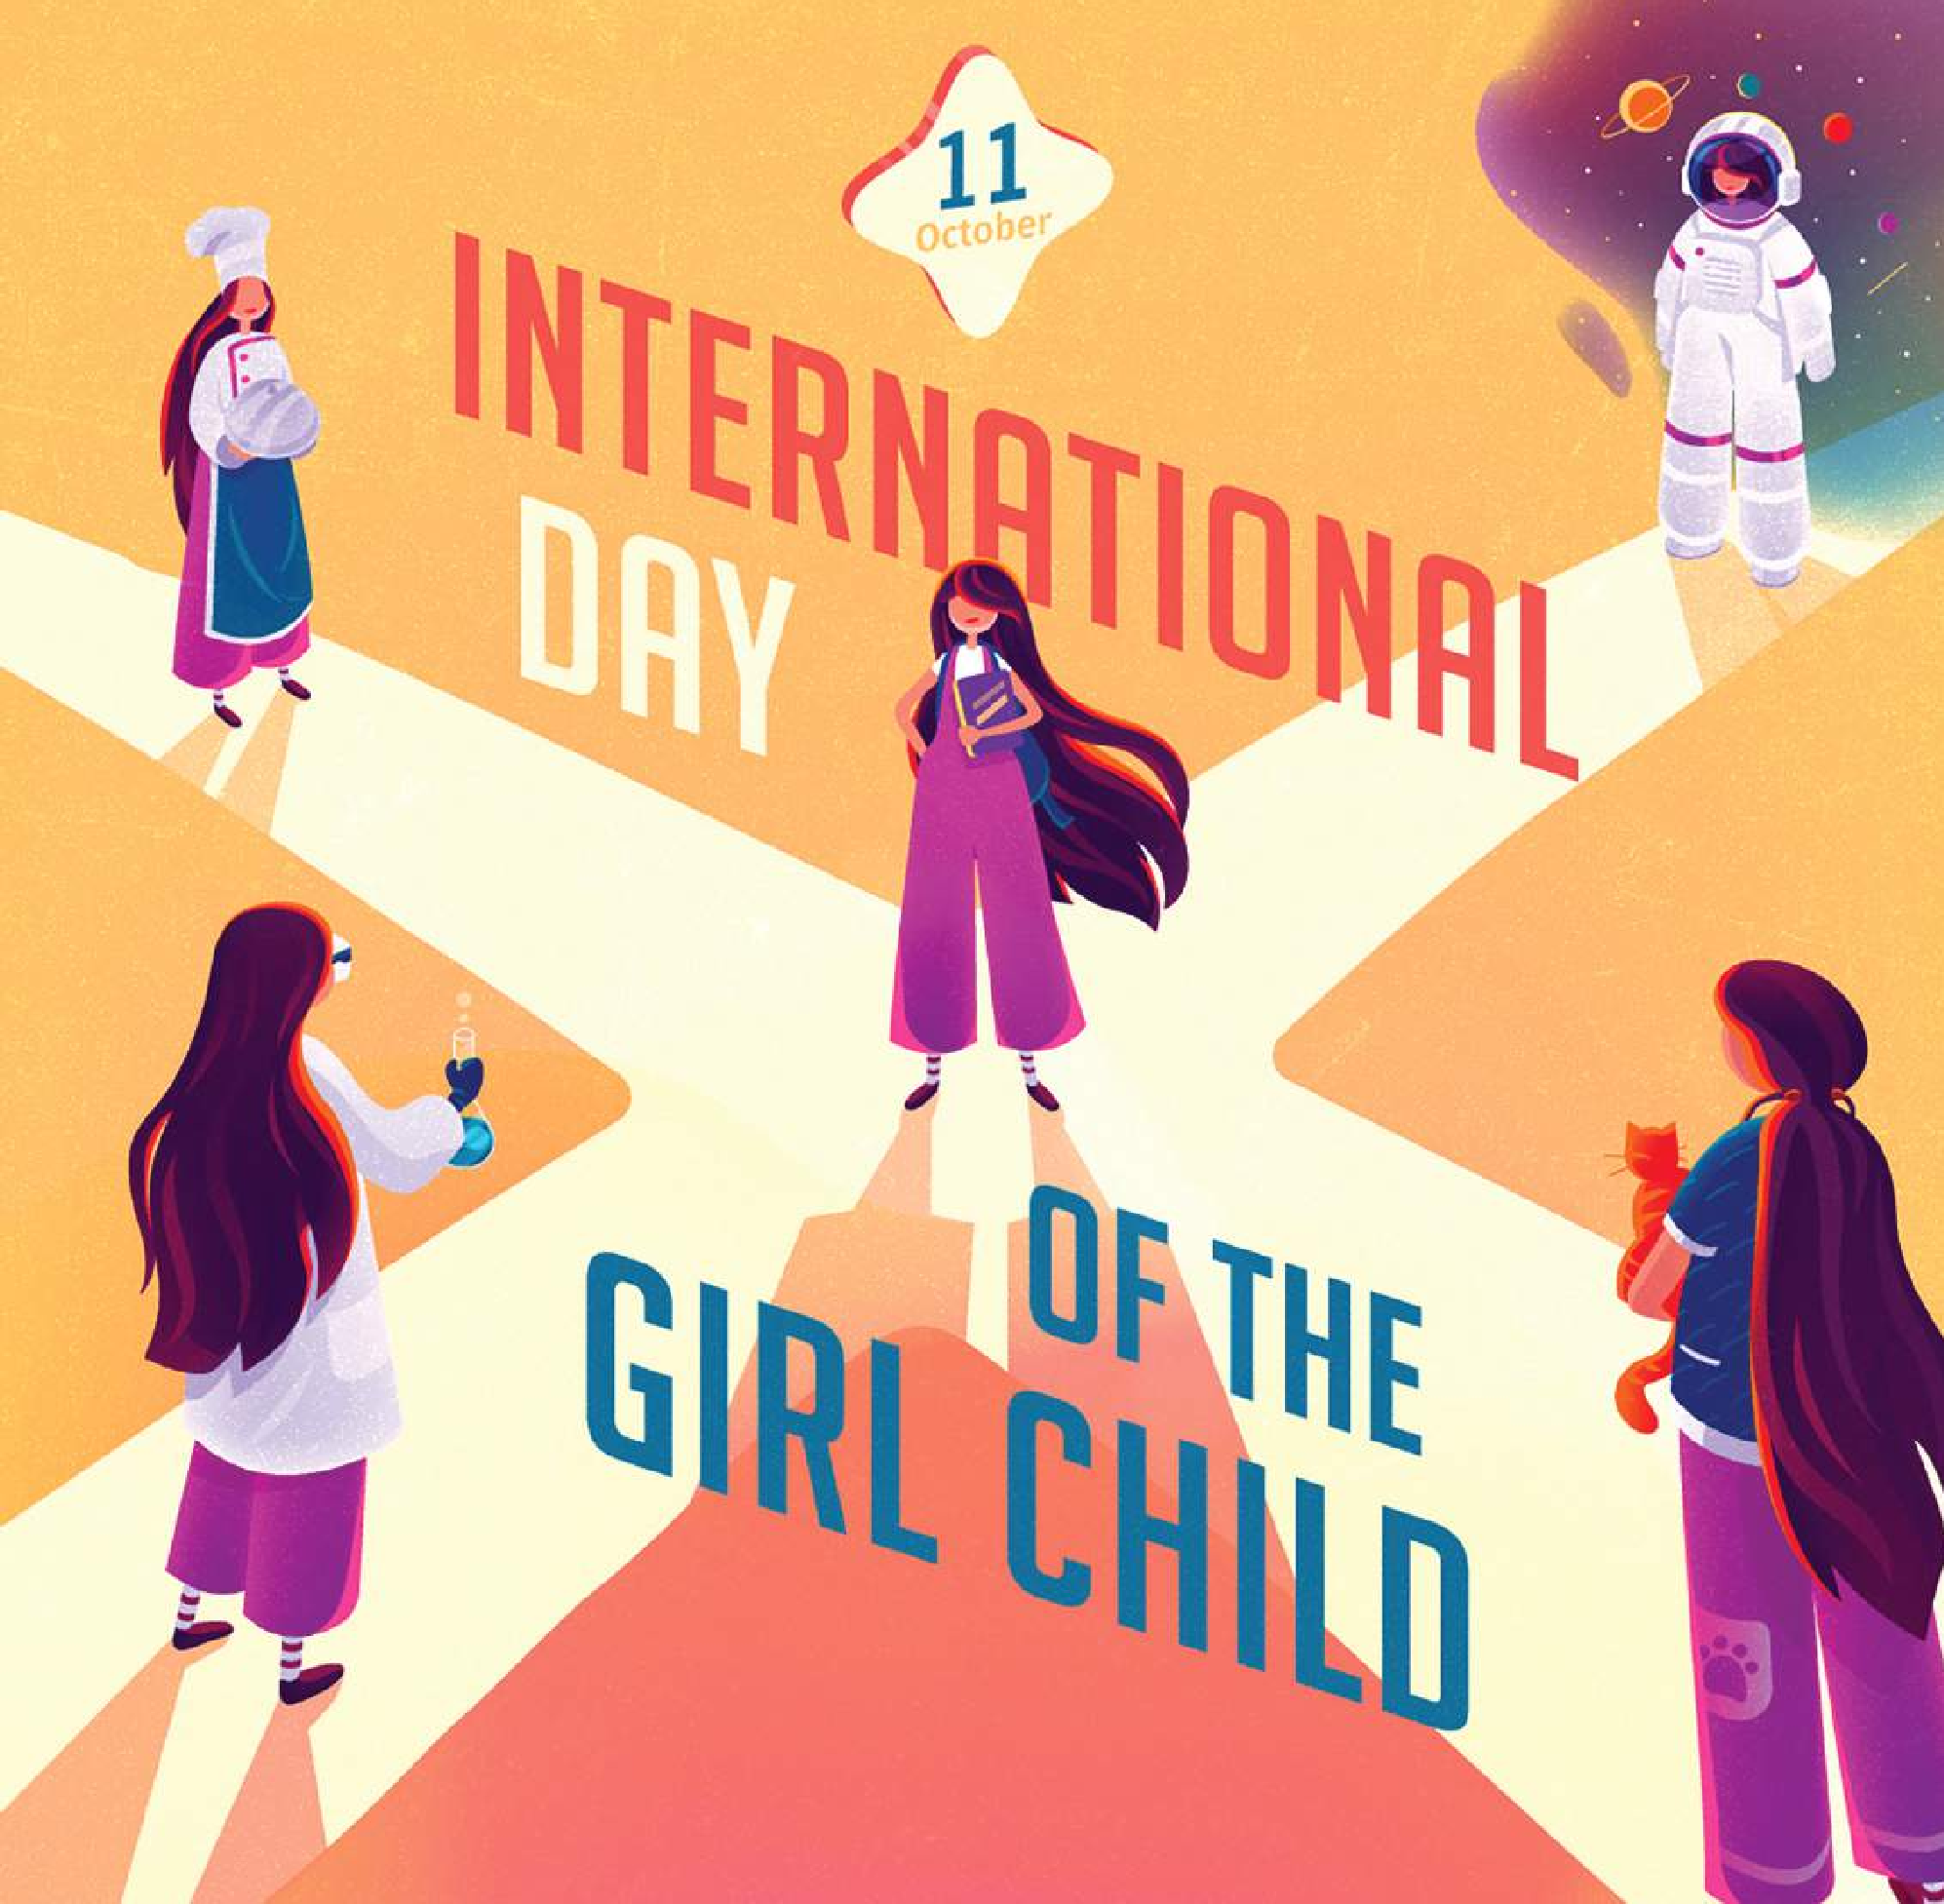 11
October
INTERNATIONAL
DAY
OF THE
GIRL CHILD